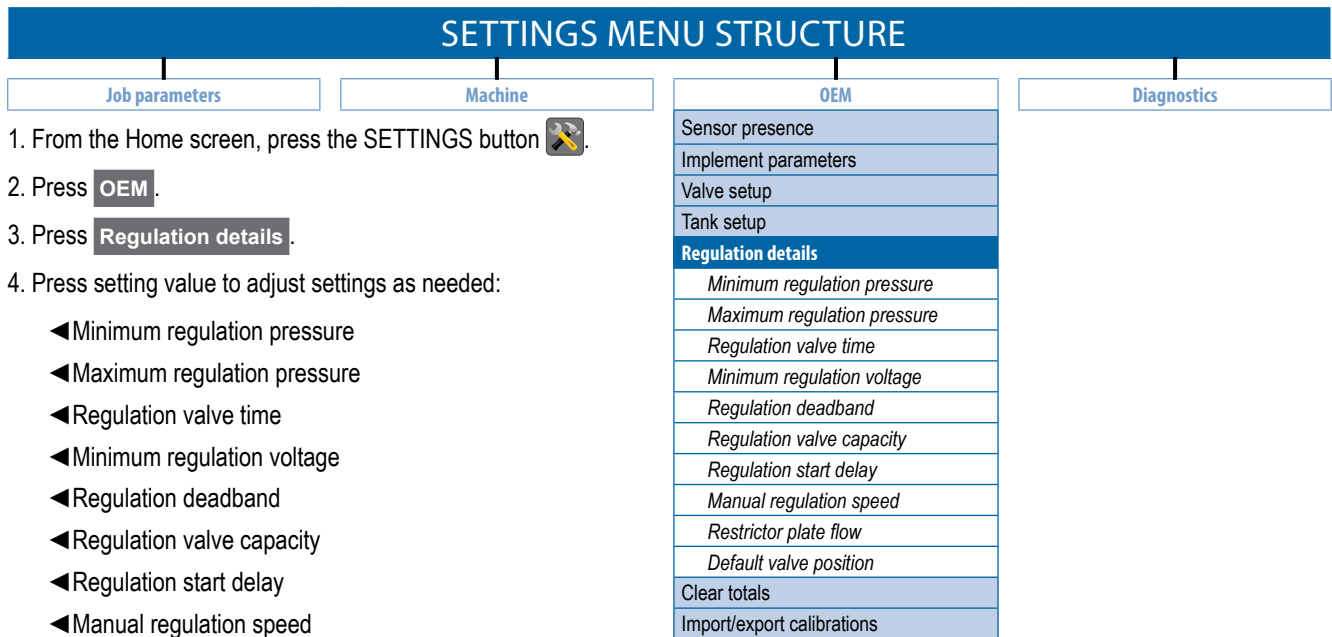 SETTINGS MENU STRUCTURE
Job parameters
Machine
OEM
Diagnostics
1. From the Home screen, press the SETTINGS button .
2. Press OEM .
3. Press Regulation details .
4. Press setting value to adjust settings as needed:
◄Minimum regulation pressure
◄Maximum regulation pressure
◄Regulation valve time
◄Minimum regulation voltage
◄Regulation deadband
◄Regulation valve capacity
◄Regulation start delay
◄Manual regulation speed
Sensor presence
Implement parameters
Valve setup
Tank setup
Regulation details
Minimum regulation pressure
Maximum regulation pressure
Regulation valve time
Minimum regulation voltage
Regulation deadband
Regulation valve capacity
Regulation start delay
Manual regulation speed
Restrictor plate flow
Default valve position
Clear totals
Import/export calibrations